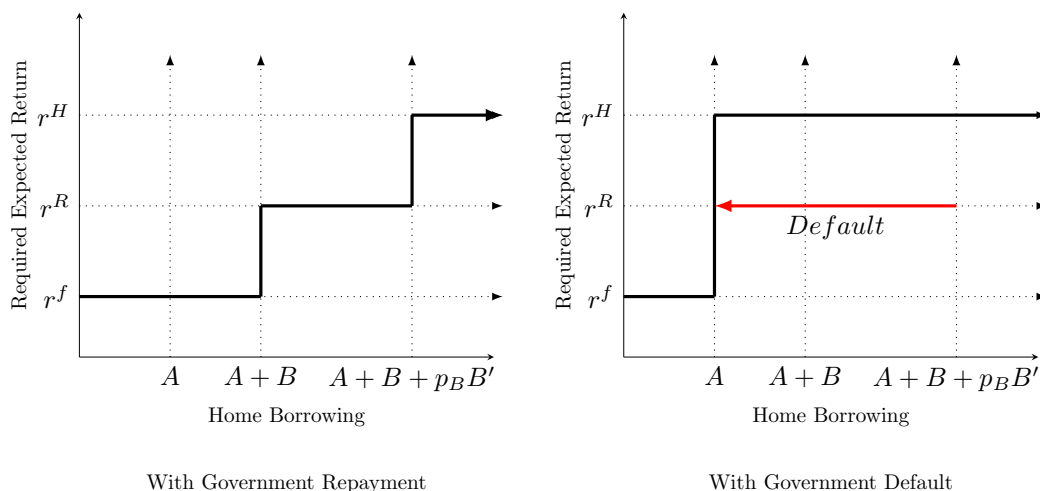 Required Expected Return
r^H
r^R
r^f
A
A + B
A + B + p_B B'
Home Borrowing
With Government Repayment
Required Expected Return
r^H
r^R
r^f
Default
A
A + B
A + B + p_B B'
Home Borrowing
With Government Default